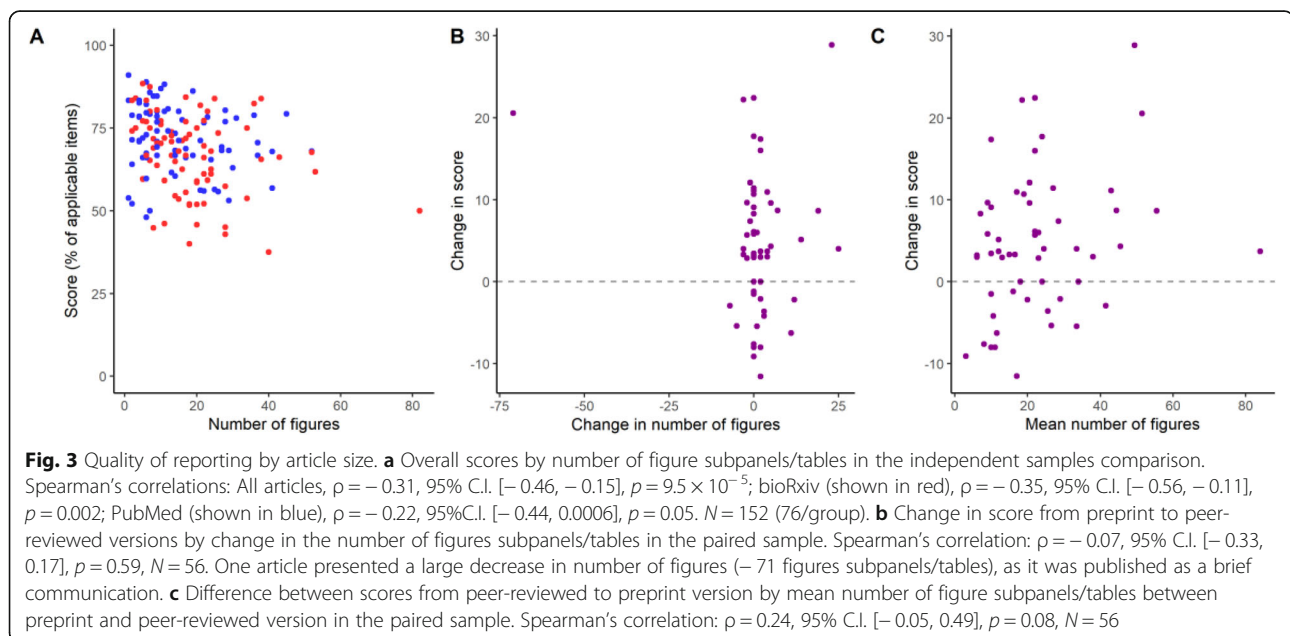 A
B
C
100
75
50
25
0
Score (% of applicable items)
0 20 40 60 80
Number of figures
30
20
10
0
-10
Change in score
-75 -50 -25 0 25
Change in number of figures
30
20
10
0
-10
Change in score
0 20 40 60 80
Mean number of figures
Fig. 3 Quality of reporting by article size. a Overall scores by number of figure subpanels/tables in the independent samples comparison.
Spearman's correlations: All articles, ρ = − 0.31, 95% C.I. [− 0.46, − 0.15], p = 9.5 × 10⁻⁵; bioRxiv (shown in red), ρ = − 0.35, 95% C.I. [− 0.56, − 0.11],
p = 0.002; PubMed (shown in blue), ρ = − 0.22, 95%C.I. [− 0.44, 0.0006], p = 0.05. N = 152 (76/group). b Change in score from preprint to peer-
reviewed versions by change in the number of figures subpanels/tables in the paired sample. Spearman's correlation: ρ = − 0.07, 95% C.I. [− 0.33,
0.17], p = 0.59, N = 56. One article presented a large decrease in number of figures (− 71 figures subpanels/tables), as it was published as a brief
communication. c Difference between scores from peer-reviewed to preprint version by mean number of figure subpanels/tables between
preprint and peer-reviewed version in the paired sample. Spearman's correlation: ρ = 0.24, 95% C.I. [− 0.05, 0.49], p = 0.08, N = 56